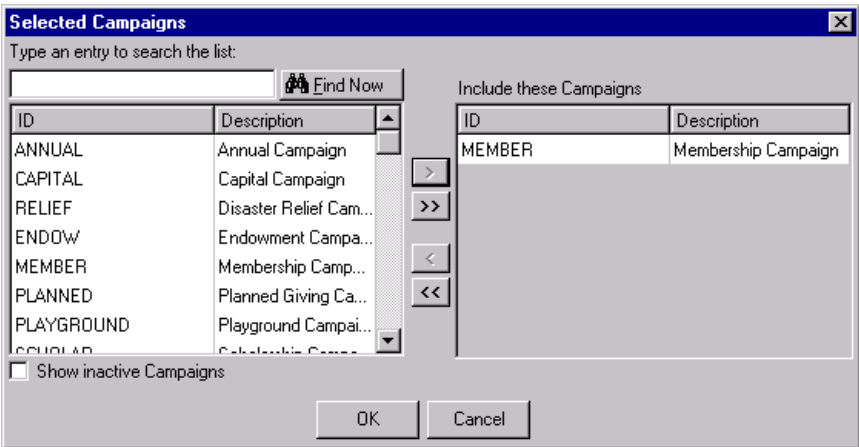 Selected Campaigns
Type an entry to search the list:
Find Now
Include these Campaigns
ID Description
ANNUAL Annual Campaign
CAPITAL Capital Campaign
RELIEF Disaster Relief Cam...
ENDOW Endowment Campa...
MEMBER Membership Camp...
PLANNED Planned Giving Ca...
PLAYGROUND Playground Campai...
>
>>
<
<<
ID Description
MEMBER Membership Campaign
Show inactive Campaigns
OK Cancel